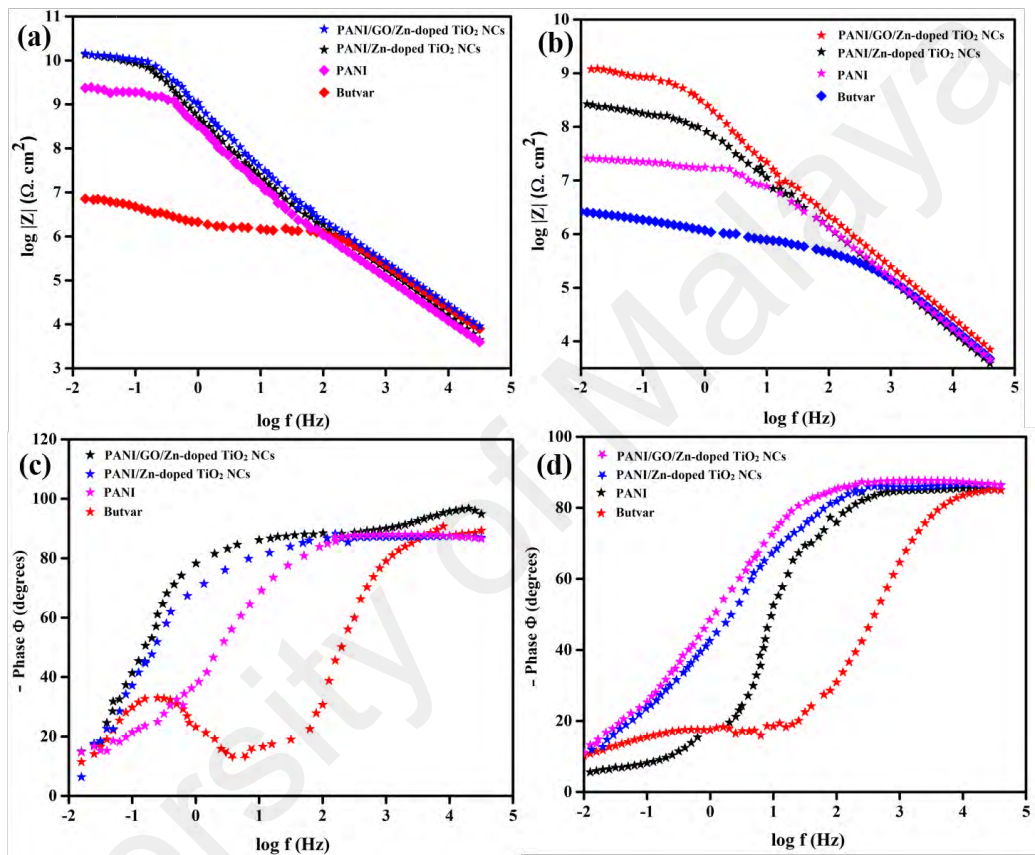 (a)
PANI/GO/Zn-doped TiO₂ NCs
PANI/Zn-doped TiO₂ NCs
PANI
Butvar
11
10
9
8
7
6
5
4
3
log |Z| (Ω. cm²)
-2 -1 0 1 2 3 4 5
log f (Hz)
(b)
PANI/GO/Zn-doped TiO₂ NCs
PANI/Zn-doped TiO₂ NCs
PANI
Butvar
10
9
8
7
6
5
4
log |Z| (Ω. cm²)
-2 -1 0 1 2 3 4 5
log f (Hz)
(c)
PANI/GO/Zn-doped TiO₂ NCs
PANI/Zn-doped TiO₂ NCs
PANI
Butvar
120
100
80
60
40
20
0
- Phase Φ (degrees)
-2 -1 0 1 2 3 4 5
log f (Hz)
(d)
PANI/GO/Zn-doped TiO₂ NCs
PANI/Zn-doped TiO₂ NCs
PANI
Butvar
100
80
60
40
20
0
- Phase Φ (degrees)
-2 -1 0 1 2 3 4 5
log f (Hz)
ersity of Malaya